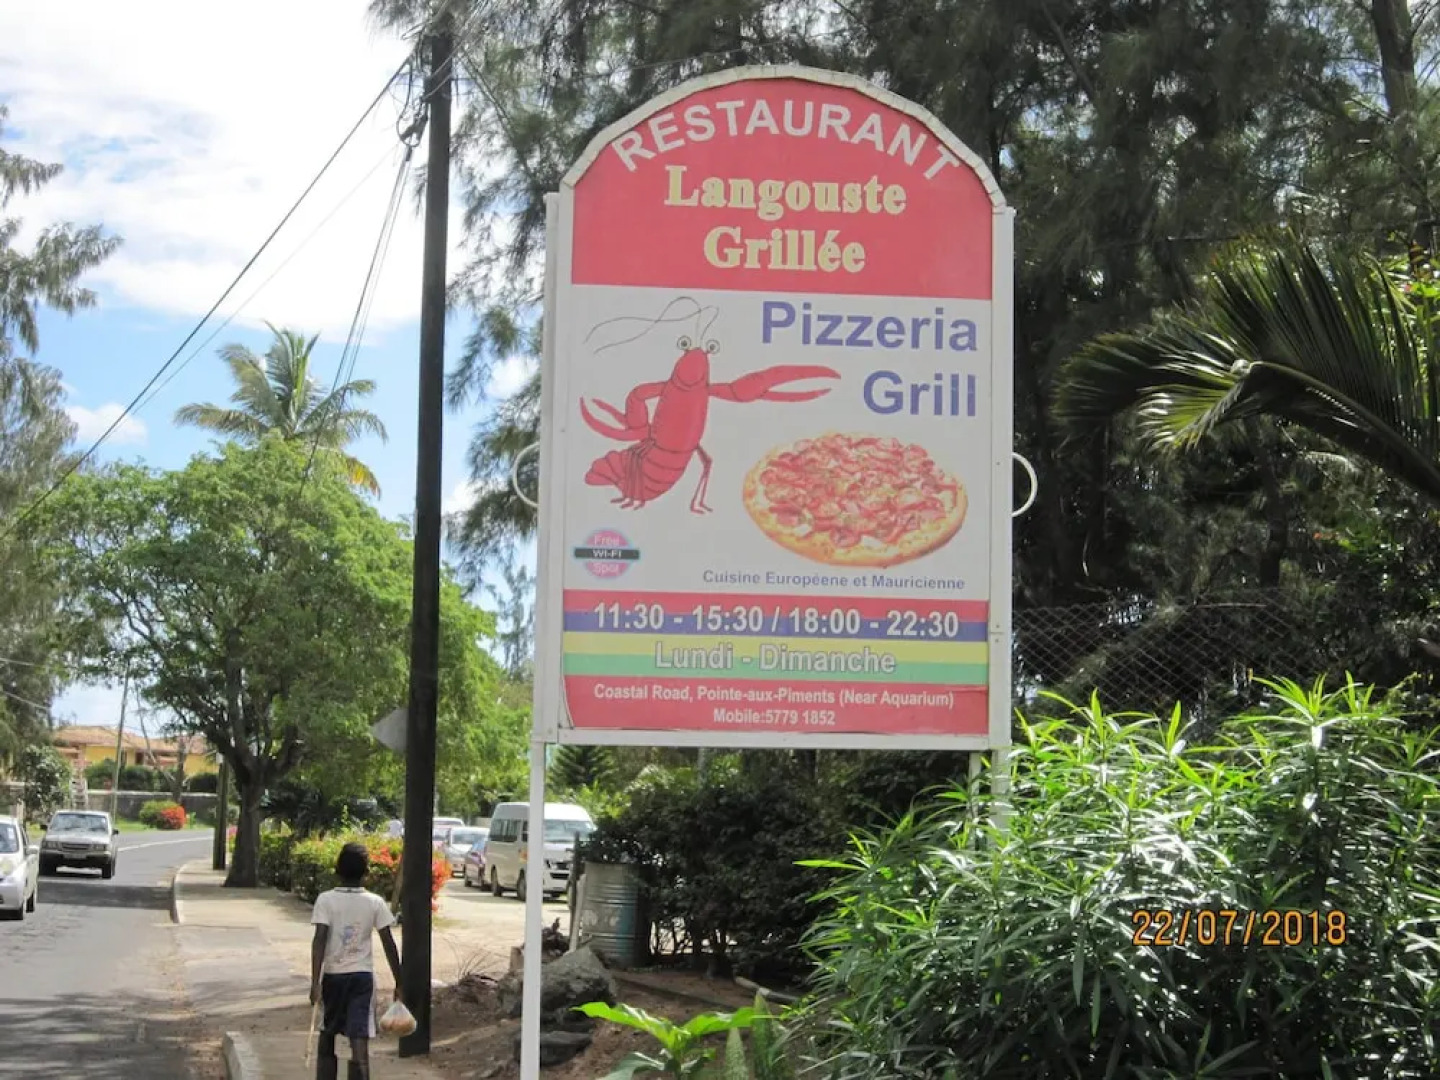 RESTAURANT
Langouste
Grillée
Pizzeria
Grill
Free
WI-FI
Spot
Cuisine Européene et Mauricienne
11:30 - 15:30 / 18:00 - 22:30
Lundi - Dimanche
Coastal Road, Pointe-aux-Piments (Near Aquarium)
Mobile:5779 1852
22/07/2018